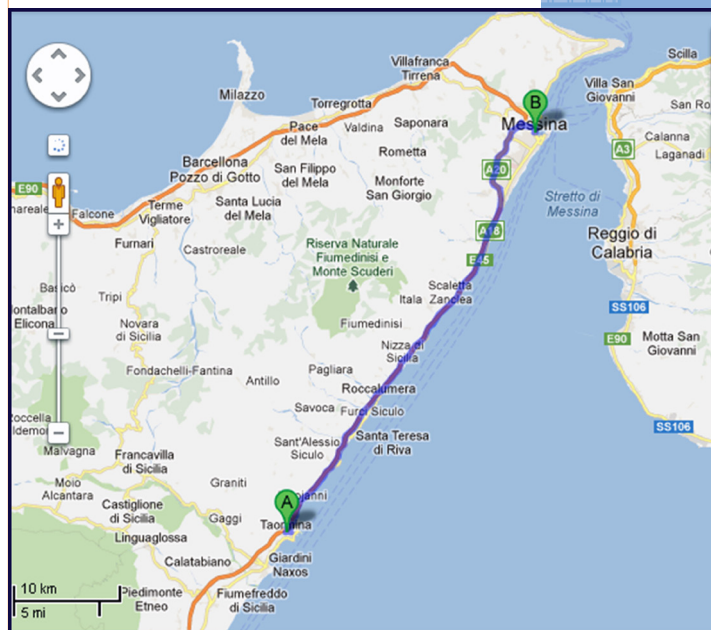 Scilla
Villafranca
Tirrena
Villa San
Giovanni
Milazzo
Torregrotta
B
San Ro
Pace
del Mela
Valdina
Saponara
Messina
Calanna
A3
Laganadi
Barcellona
Pozzo di Gotto
San Filippo
del Mela
Rometta
A20
Monforte
San Giorgio
E90
Falcone
Terme
Vigliatore
Santa Lucia
del Mela
Stretto di
Messina
A18
Reggio di
Calabria
Furnari
Castroreale
Riserva Naturale
Fiumedinisi e
Monte Scuderi
E45
Basicò
Tripi
Scaletta
Zanclea
Itala
ontalbano
Elicona
SS106
Novara
di Sicilia
Fiumedinisi
E90
Motta San
Giovanni
Nizza di
Sicilia
Fondachelli-Fantina
Pagliara
Antillo
Roccalumera
Savoca
Furci Siculo
SS106
Malvagna
Sant'Alessio
Siculo
Santa Teresa
di Riva
Francavilla
di Sicilia
Moio
Alcantara
Graniti
A
Castiglione
di Sicilia
Gaggi
Taormina
Linguaglossa
Calatabiano
Giardini
Naxos
10 km
5 mi
Piedimonte
Etneo
Fiumefreddo
di Sicilia